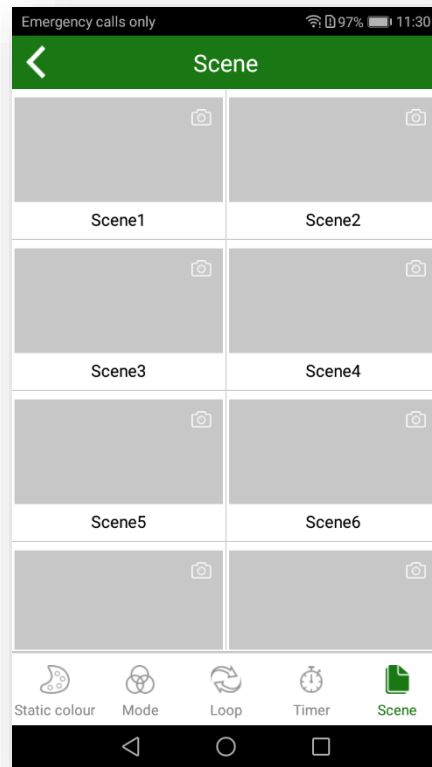 Emergency calls only 97% 11:30
Scene
Scene1 Scene2
Scene3 Scene4
Scene5 Scene6
Static colour Mode Loop Timer Scene